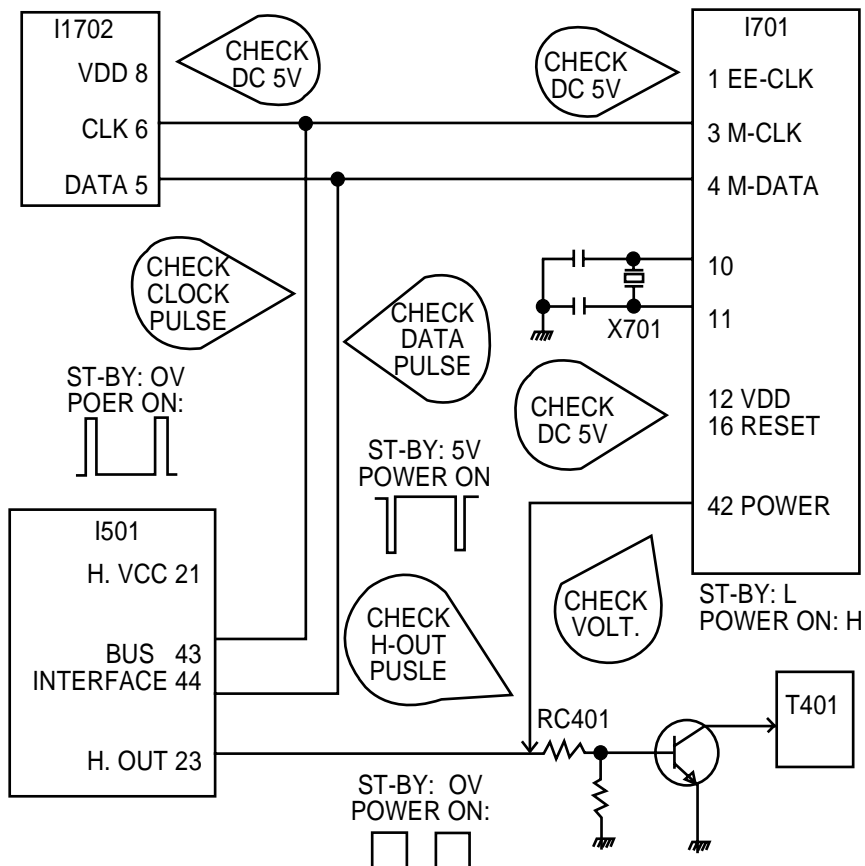 I1702
VDD 8
CLK 6
DATA 5
CHECK
DC 5V
CHECK
DC 5V
I701
1 EE-CLK
3 M-CLK
4 M-DATA
10
11
12 VDD
16 RESET
42 POWER
X701
CHECK
CLOCK
PULSE
CHECK
DATA
PULSE
CHECK
DC 5V
ST-BY: OV
POER ON:
ST-BY: 5V
POWER ON
I501
H. VCC 21
BUS 43
INTERFACE 44
H. OUT 23
CHECK
H-OUT
PUSLE
CHECK
VOLT.
ST-BY: L
POWER ON: H
RC401
T401
ST-BY: OV
POWER ON: